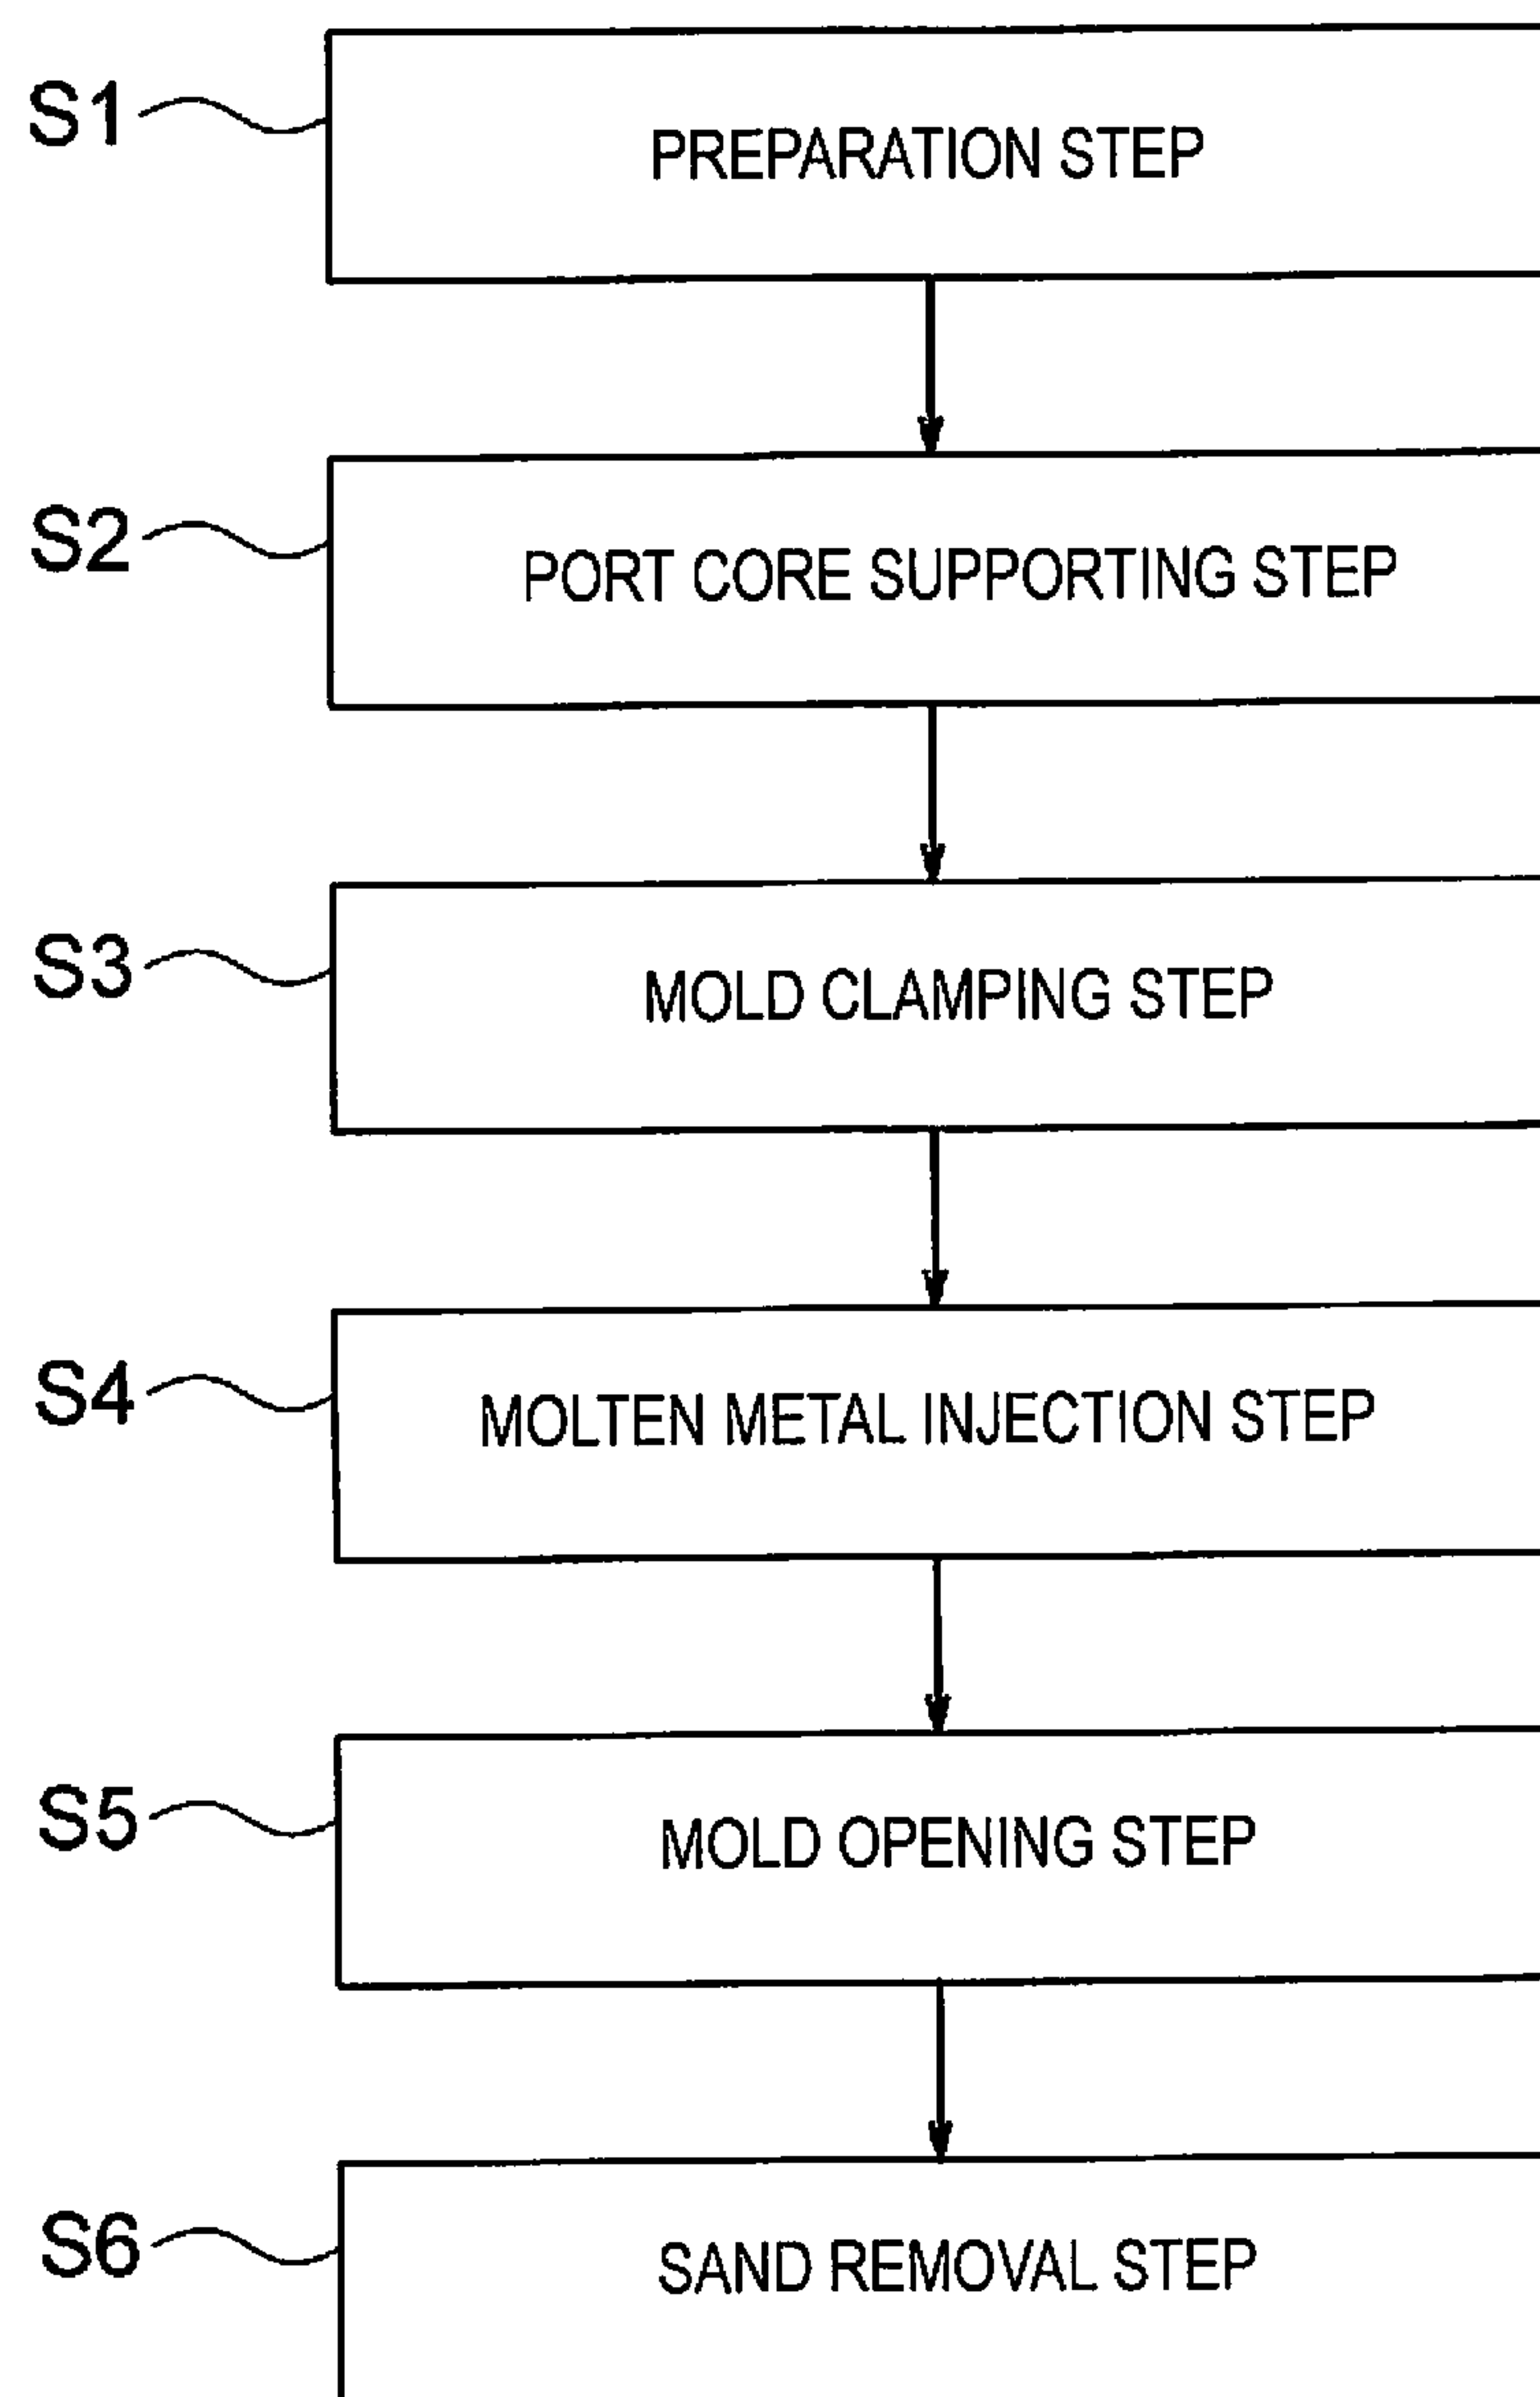 S1 PREPARATION STEP
S2 PORT CORE SUPPORTING STEP
S3 MOLD CLAMPING STEP
S4 MOLTEN METAL INJECTION STEP
S5 MOLD OPENING STEP
S6 SAND REMOVAL STEP